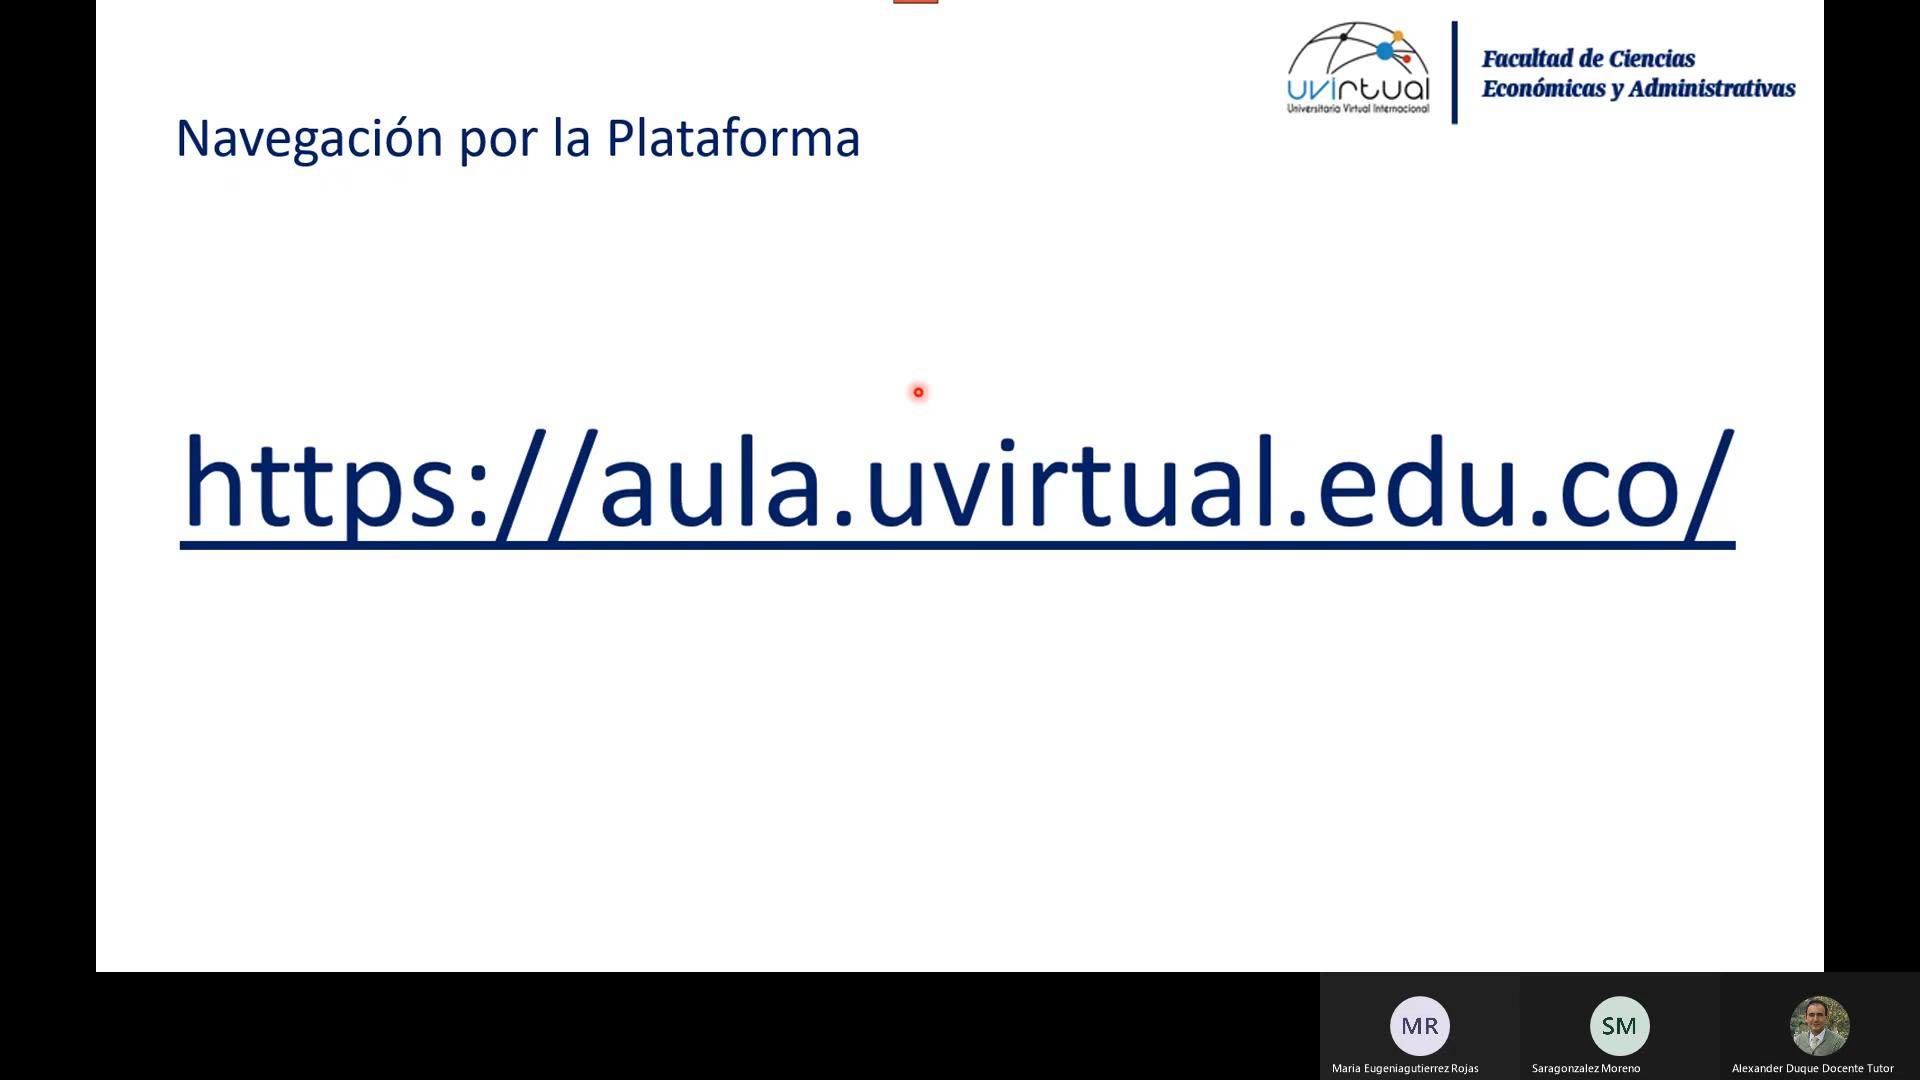 uvirtual
Universitaria Virtual Internacional
Facultad de Ciencias
Económicas y Administrativas
Navegación por la Plataforma
https://aula.uvirtual.edu.co/
MR
SM
Maria Eugeniagutierrez Rojas
Saragonzalez Moreno
Alexander Duque Docente Tutor